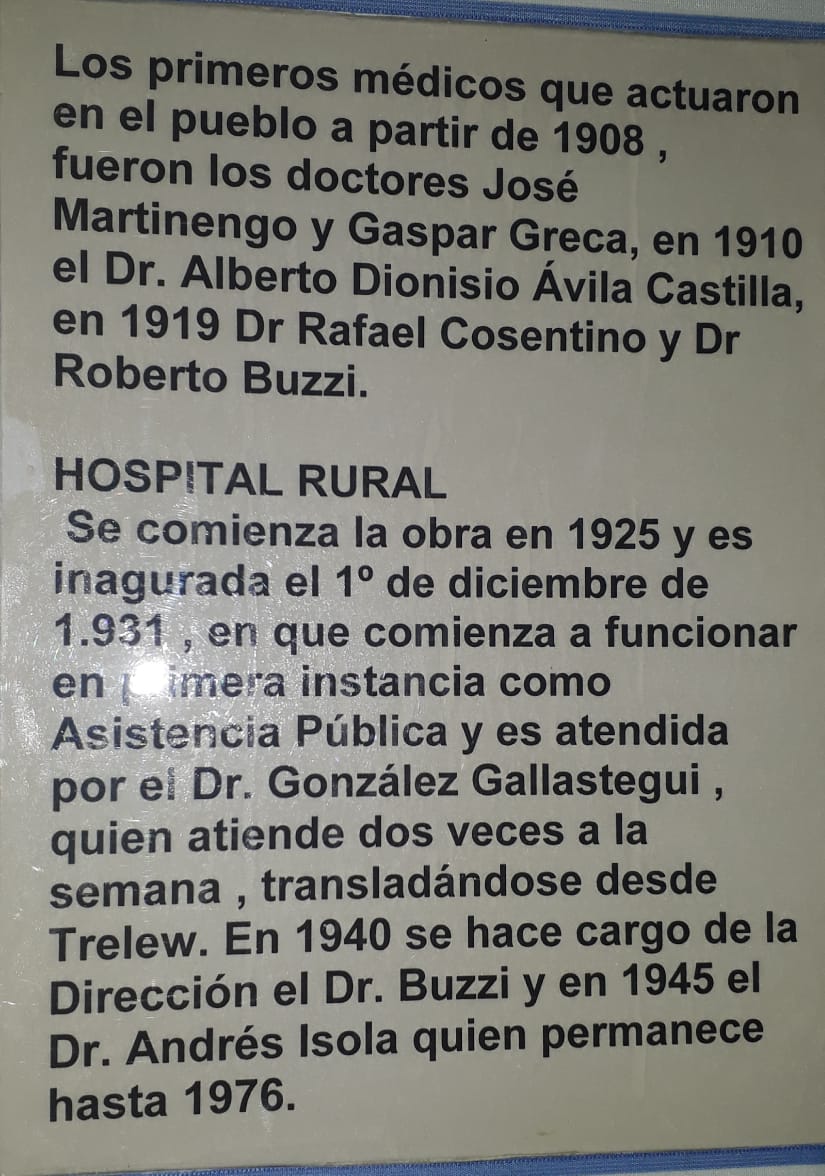 Los primeros médicos que actuaron
en el pueblo a partir de 1908 ,
fueron los doctores José
Martinengo y Gaspar Greca, en 1910
el Dr. Alberto Dionisio Ávila Castilla,
en 1919 Dr Rafael Cosentino y Dr
Roberto Buzzi.
HOSPITAL RURAL
Se comienza la obra en 1925 y es
inagurada el 1º de diciembre de
1.931 , en que comienza a funcionar
en primera instancia como
Asistencia Pública y es atendida
por el Dr. González Gallastegui ,
quien atiende dos veces a la
semana , transladándose desde
Trelew. En 1940 se hace cargo de la
Dirección el Dr. Buzzi y en 1945 el
Dr. Andrés Isola quien permanece
hasta 1976.